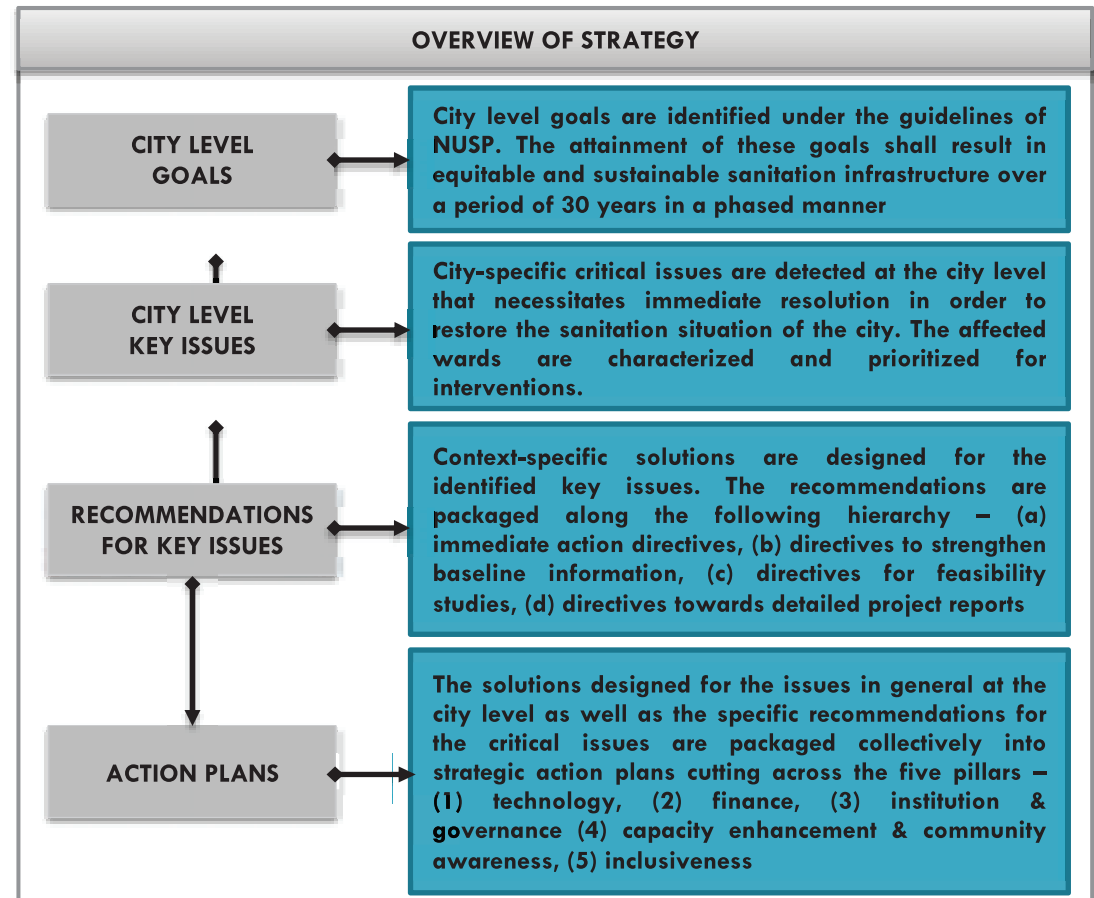 OVERVIEW OF STRATEGY
CITY LEVEL
GOALS
City level goals are identified under the guidelines of
NUSP. The attainment of these goals shall result in
equitable and sustainable sanitation infrastructure over
a period of 30 years in a phased manner
CITY LEVEL
KEY ISSUES
City-specific critical issues are detected at the city level
that necessitates immediate resolution in order to
restore the sanitation situation of the city. The affected
wards are characterized and prioritized for
interventions.
RECOMMENDATIONS
FOR KEY ISSUES
Context-specific solutions are designed for the
identified key issues. The recommendations are
packaged along the following hierarchy – (a)
immediate action directives, (b) directives to strengthen
baseline information, (c) directives for feasibility
studies, (d) directives towards detailed project reports
ACTION PLANS
The solutions designed for the issues in general at the
city level as well as the specific recommendations for
the critical issues are packaged collectively into
strategic action plans cutting across the five pillars –
(1) technology, (2) finance, (3) institution &
governance (4) capacity enhancement & community
awareness, (5) inclusiveness